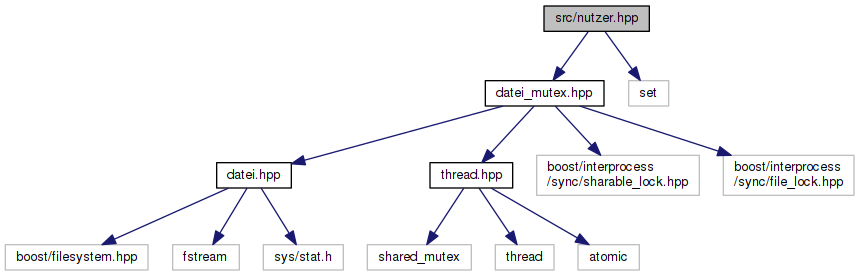 src/nutzer.hpp
datei_mutex.hpp
set
datei.hpp
thread.hpp
boost/interprocess
/sync/sharable_lock.hpp
boost/interprocess
/sync/file_lock.hpp
boost/filesystem.hpp
fstream
sys/stat.h
shared_mutex
thread
atomic